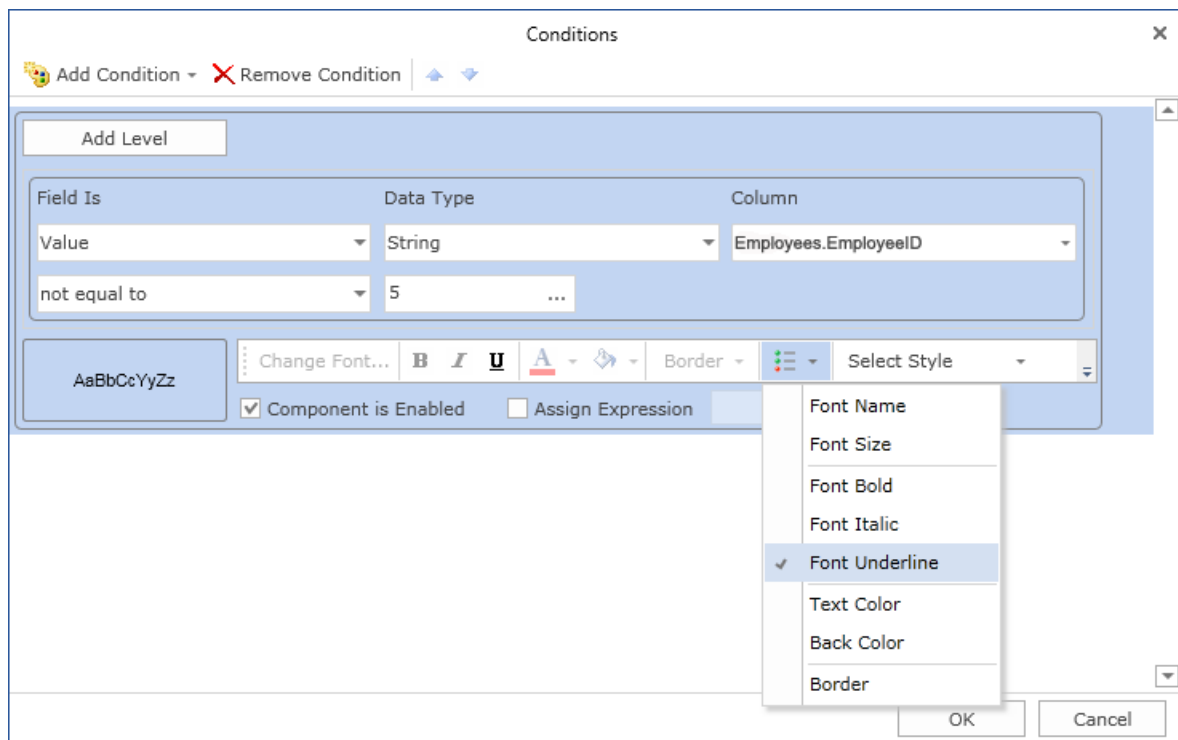 Conditions
Add Condition Remove Condition
Add Level
Field Is Data Type Column
Value String Employees.EmployeeID
not equal to 5 ...
AaBbCcYyZz Change Font... B I U A Border Select Style
Component is Enabled Assign Expression
Font Name
Font Size
Font Bold
Font Italic
Font Underline
Text Color
Back Color
Border
OK Cancel